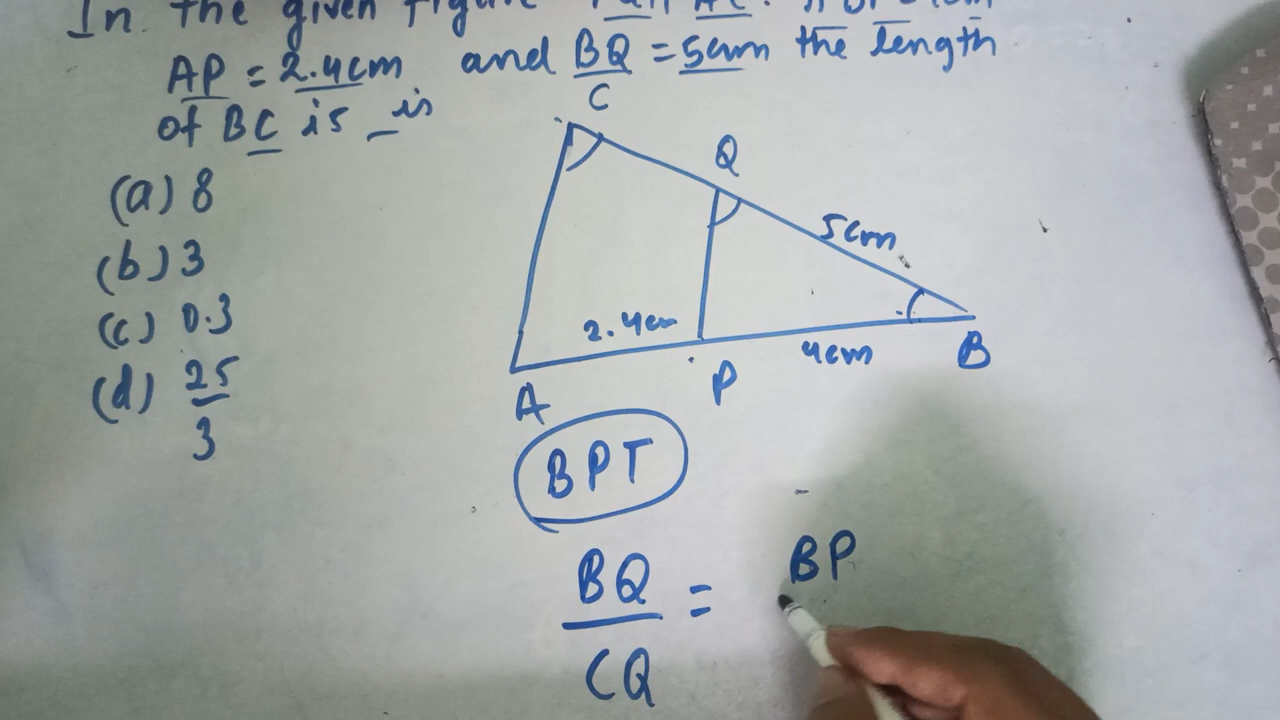 In the given figure
AP = 2.4cm and BQ = 5cm the length
of BC is _ is
(a) 8
(b) 3
(c) 0.3
(d) 25
3
C
Q
5cm
2.4cm
4cm
B
P
A
BPT
BQ = BP
CQ